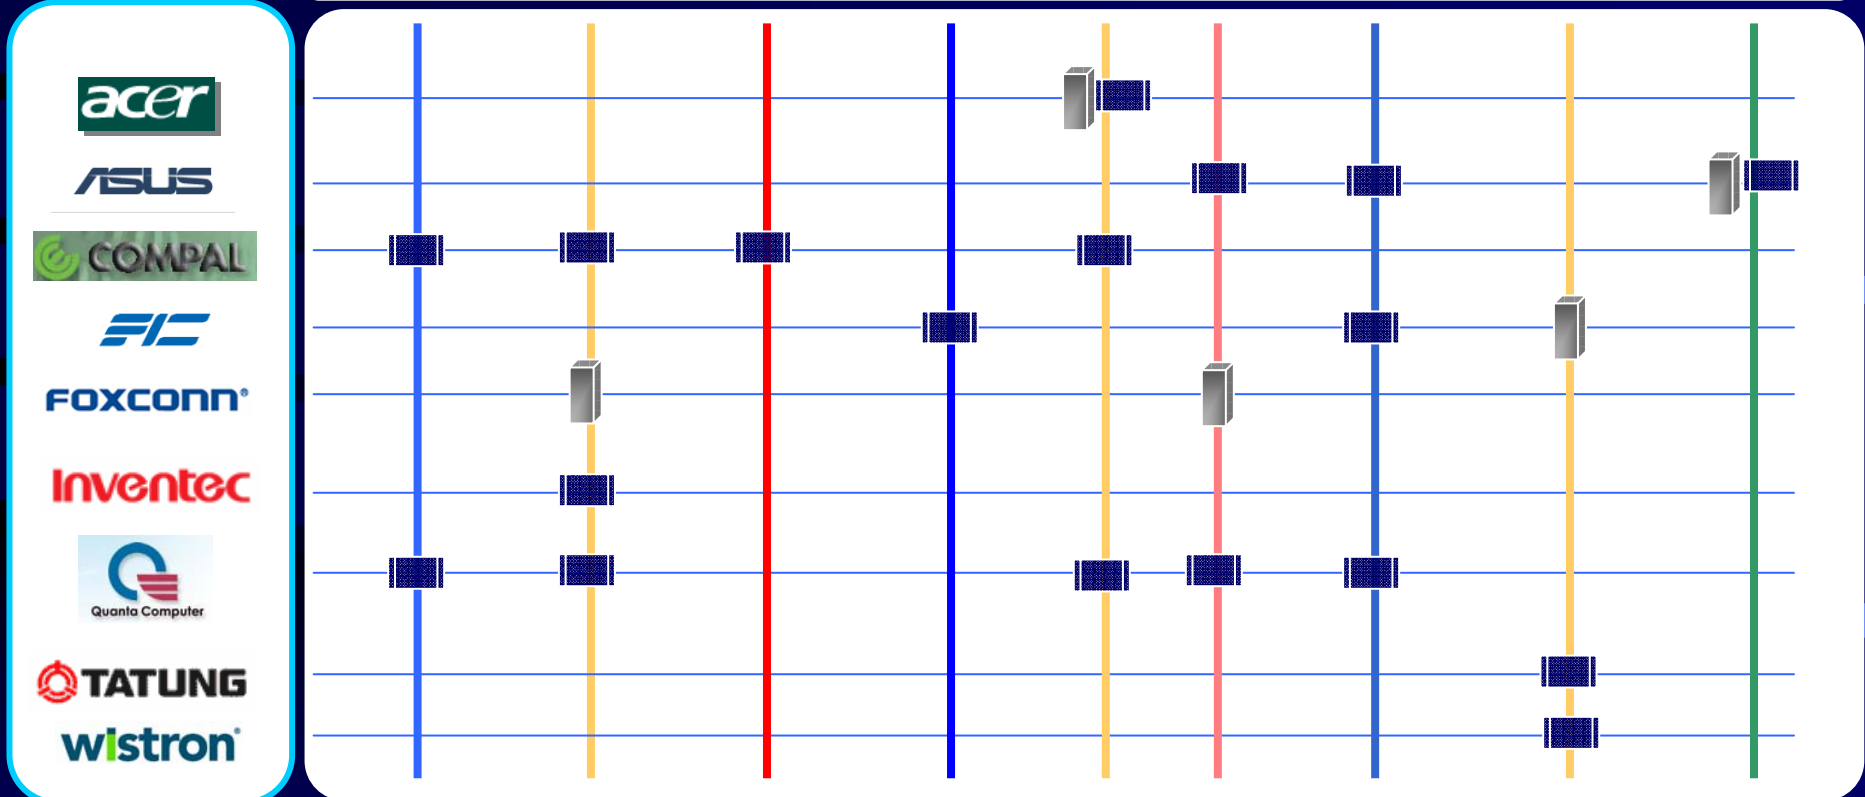 acer
ASUS
COMPAL
FIC
FOXCONN®
Inventec
Quanta Computer
TATUNG
wistron®